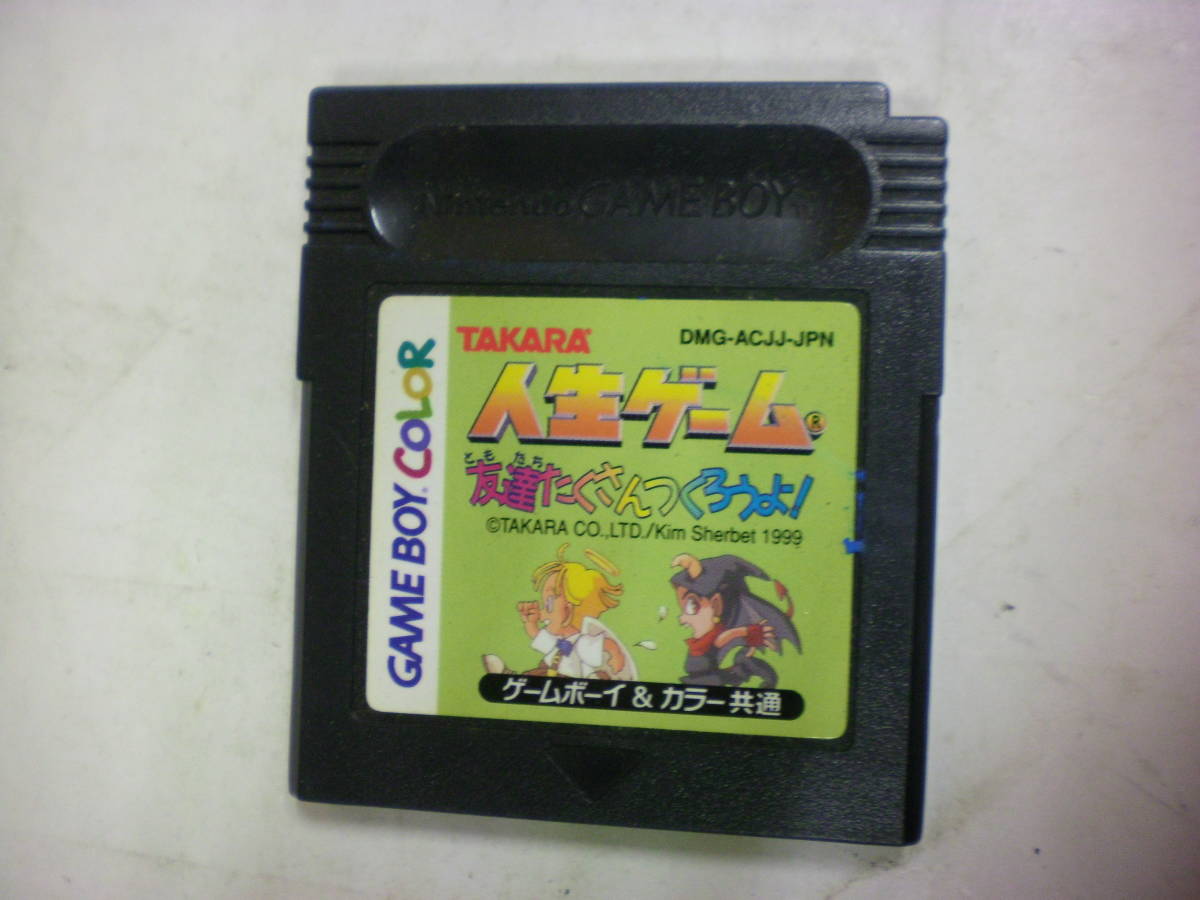 Nintendo GAME BOY
GAME BOY COLOR
TAKARA DMG-ACJJ-JPN
人生ゲーム®
ともだち
友達たくさんつくろうよ!
©TAKARA CO.,LTD./Kim Sherbet 1999
ゲームボーイ & カラー共通